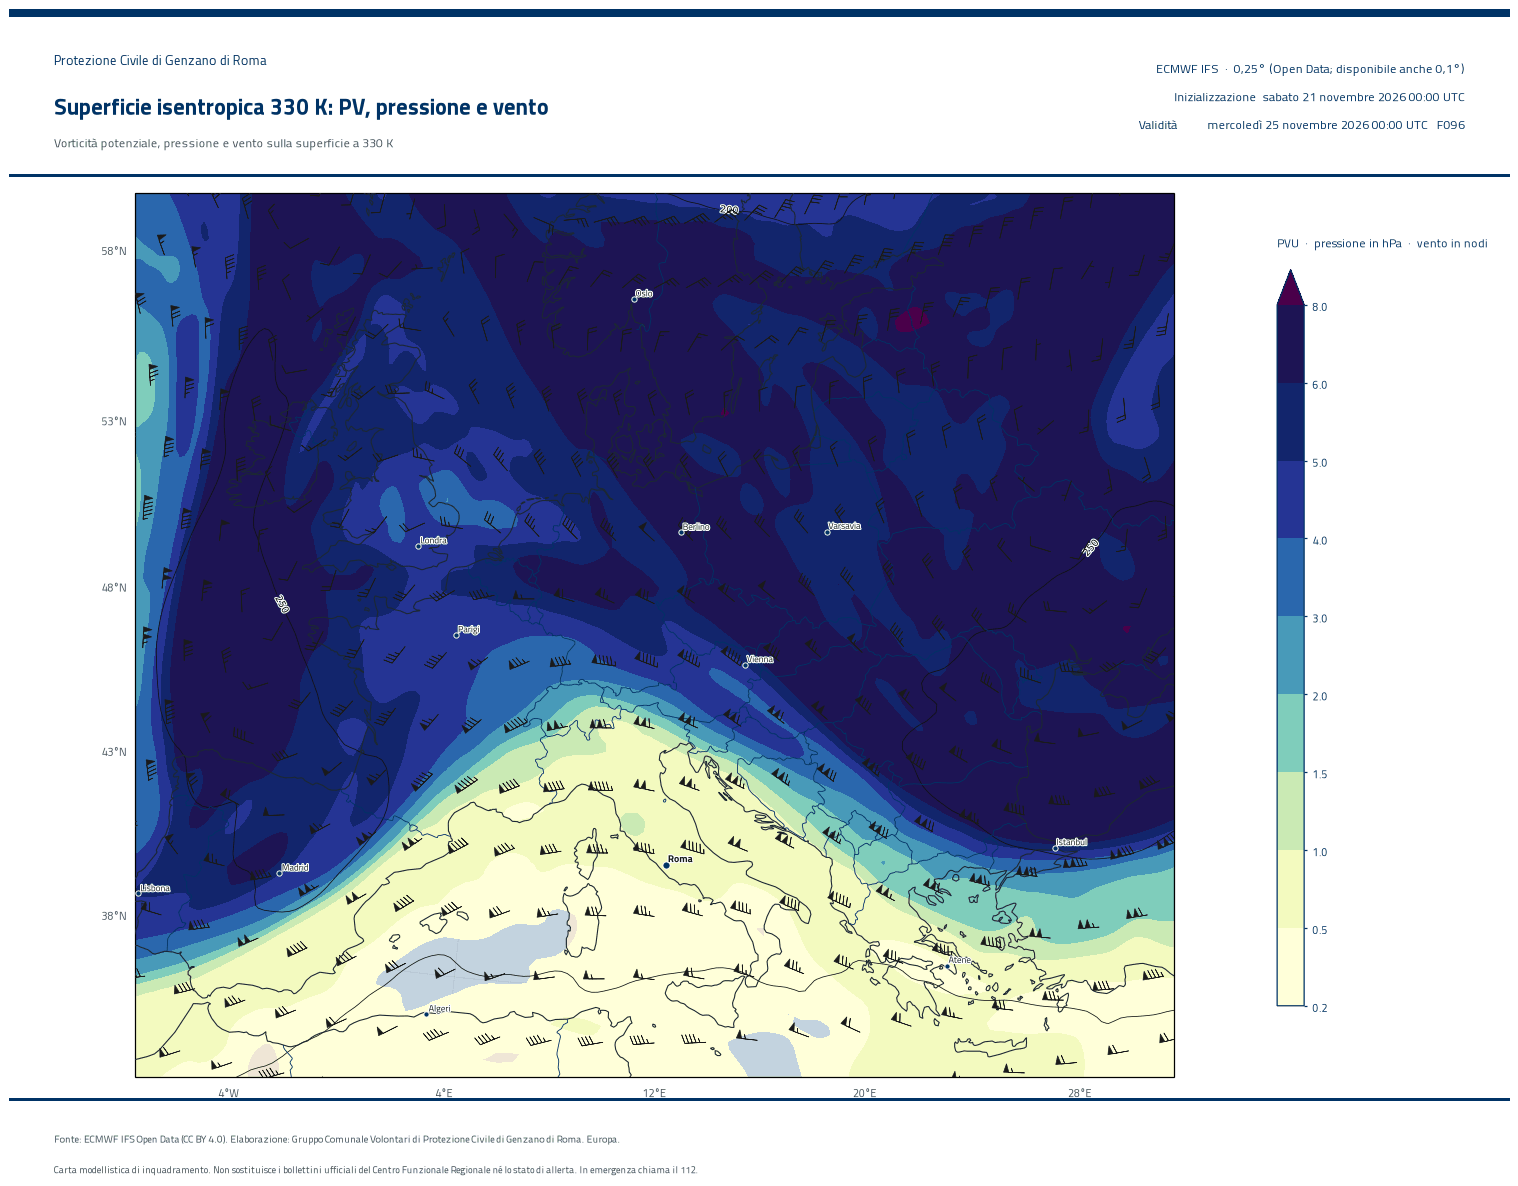 Protezione Civile di Genzano di Roma
Superficie isentropica 330 K: PV, pressione e vento
Vorticità potenziale, pressione e vento sulla superficie a 330 K
ECMWF IFS · 0,25° (Open Data; disponibile anche 0,1°)
Inizializzazione sabato 21 novembre 2026 00:00 UTC
Validità mercoledì 25 novembre 2026 00:00 UTC F096
PVU · pressione in hPa · vento in nodi
8.0
6.0
5.0
4.0
3.0
2.0
1.5
1.0
0.5
0.2
58°N
53°N
48°N
43°N
38°N
4°W
4°E
12°E
20°E
28°E
200
250
250
Oslo
Londra
Berlino
Varsavia
Parigi
Vienna
Madrid
Lisbona
Roma
Istanbul
Atene
Algeri
Fonte: ECMWF IFS Open Data (CC BY 4.0). Elaborazione: Gruppo Comunale Volontari di Protezione Civile di Genzano di Roma. Europa.
Carta modellistica di inquadramento. Non sostituisce i bollettini ufficiali del Centro Funzionale Regionale né lo stato di allerta. In emergenza chiama il 112.